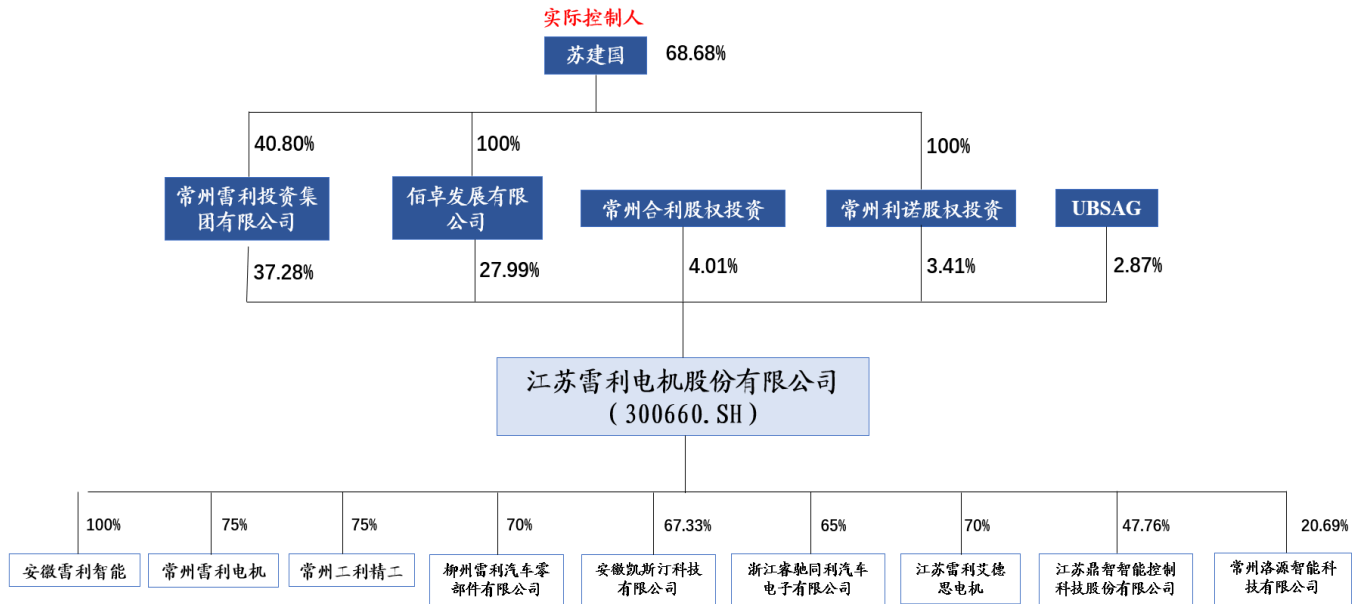 实际控制人
苏建国
68.68%
40.80%
100%
100%
常州雷利投资集
团有限公司
佰卓发展有限
公司
常州合利股权投资
常州利诺股权投资
UBSAG
37.28%
27.99%
4.01%
3.41%
2.87%
江苏雷利电机股份有限公司
(300660.SH)
100%
75%
75%
70%
67.33%
65%
70%
47.76%
20.69%
安徽雷利智能
常州雷利电机
常州工利精工
柳州雷利汽车零
部件有限公司
安徽凯斯汀科技
有限公司
浙江睿驰同利汽车
电子有限公司
江苏雷利艾德
思电机
江苏鼎智智能控制
科技股份有限公司
常州洛源智能科
技有限公司